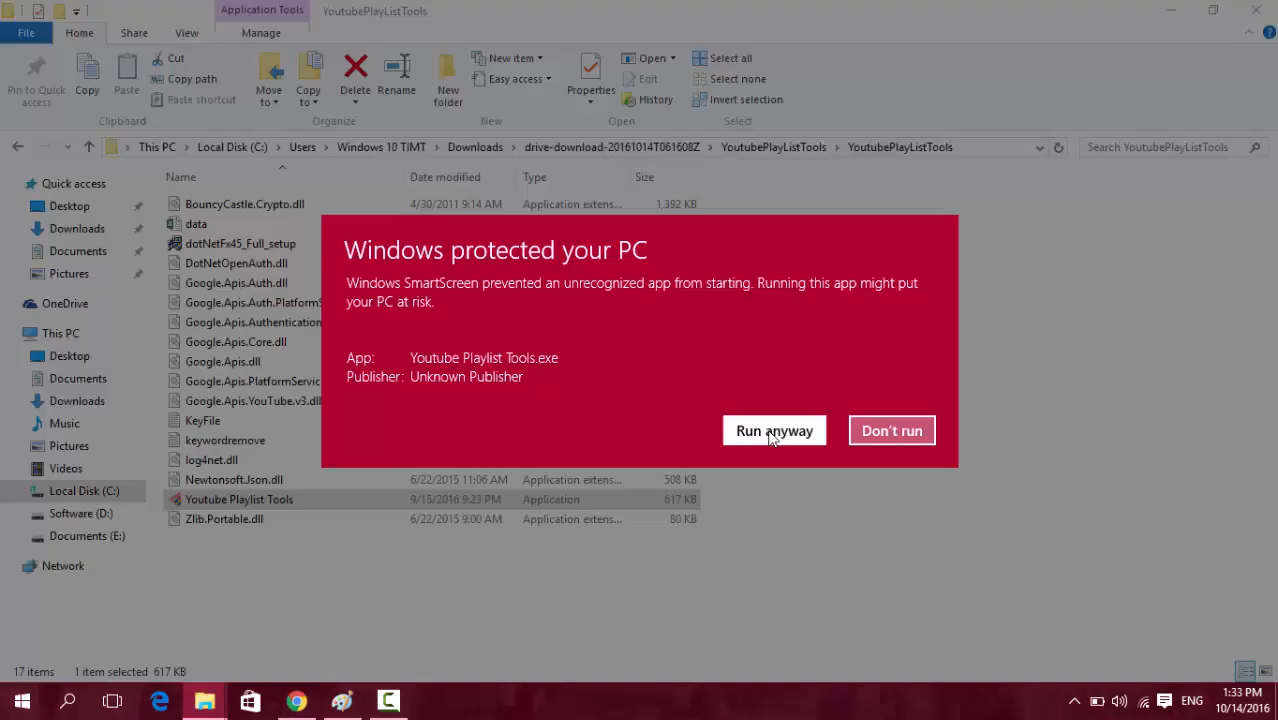 Application Tools
YoutubePlayListTools
File
Home
Share
View
Manage
Pin to Quick access
Copy
Paste
Cut
Copy path
Paste shortcut
Move to
Copy to
Delete
Rename
New folder
New item
Easy access
Properties
Open
Edit
History
Select all
Select none
Invert selection
Clipboard
Organize
New
Open
Select
This PC
Local Disk (C:)
Users
Windows 10 TIMT
Downloads
drive-download-20161014T061608Z
YoutubePlayListTools
YoutubePlayListTools
Search YoutubePlayListTools
Name
Date modified
Type
Size
Quick access
Desktop
Downloads
Documents
Pictures
OneDrive
This PC
Desktop
Documents
Downloads
Music
Pictures
Videos
Local Disk (C:)
Software (D:)
Documents (E:)
Network
BouncyCastle.Crypto.dll 4/30/2011 9:14 AM Application extens... 1,392 KB
data
dotNetFx45_Full_setup
DotNetOpenAuth.dll
Google.Apis.Auth.dll
Google.Apis.Auth.PlatformS
Google.Apis.Authentication
Google.Apis.Core.dll
Google.Apis.dll
Google.Apis.PlatformServic
Google.Apis.YouTube.v3.dl
KeyFile
keywordremove
log4net.dll
Newtonsoft.Json.dll 6/22/2015 11:06 AM Application extens... 508 KB
Youtube Playlist Tools 9/15/2016 9:23 PM Application 617 KB
Zlib.Portable.dll 6/22/2015 9:00 AM Application extens... 80 KB
Windows protected your PC
Windows SmartScreen prevented an unrecognized app from starting. Running this app might put
your PC at risk.
App: Youtube Playlist Tools.exe
Publisher: Unknown Publisher
Run anyway
Don't run
17 items 1 item selected 617 KB
ENG
1:33 PM
10/14/2016